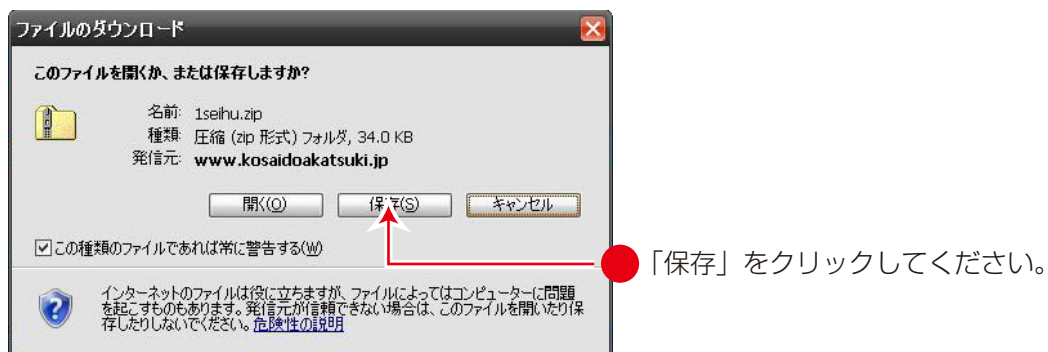 ファイルのダウンロード
このファイルを開くか、または保存しますか?
名前: 1seihu.zip
種類: 圧縮 (zip 形式) フォルダ, 34.0 KB
発信元: www.kosaidoakatsuki.jp
開く(O) 保存(S) キャンセル
この種類のファイルであれば常に警告する(W)
「保存」をクリックしてください。
インターネットのファイルは役に立ちますが、ファイルによってはコンピューターに問題
を起こすものもあります。発信元が信頼できない場合は、このファイルを開いたり保
存したりしないでください。危険性の説明